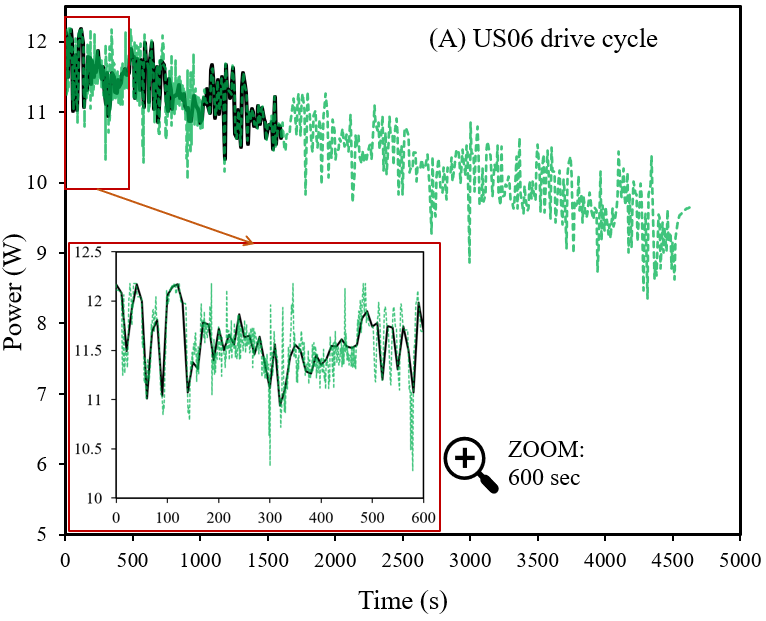 (A) US06 drive cycle
Power (W)
12
11
10
9
8
7
6
5
12.5
12
11.5
11
10.5
10
0 100 200 300 400 500 600
ZOOM:
600 sec
0 500 1000 1500 2000 2500 3000 3500 4000 4500 5000
Time (s)